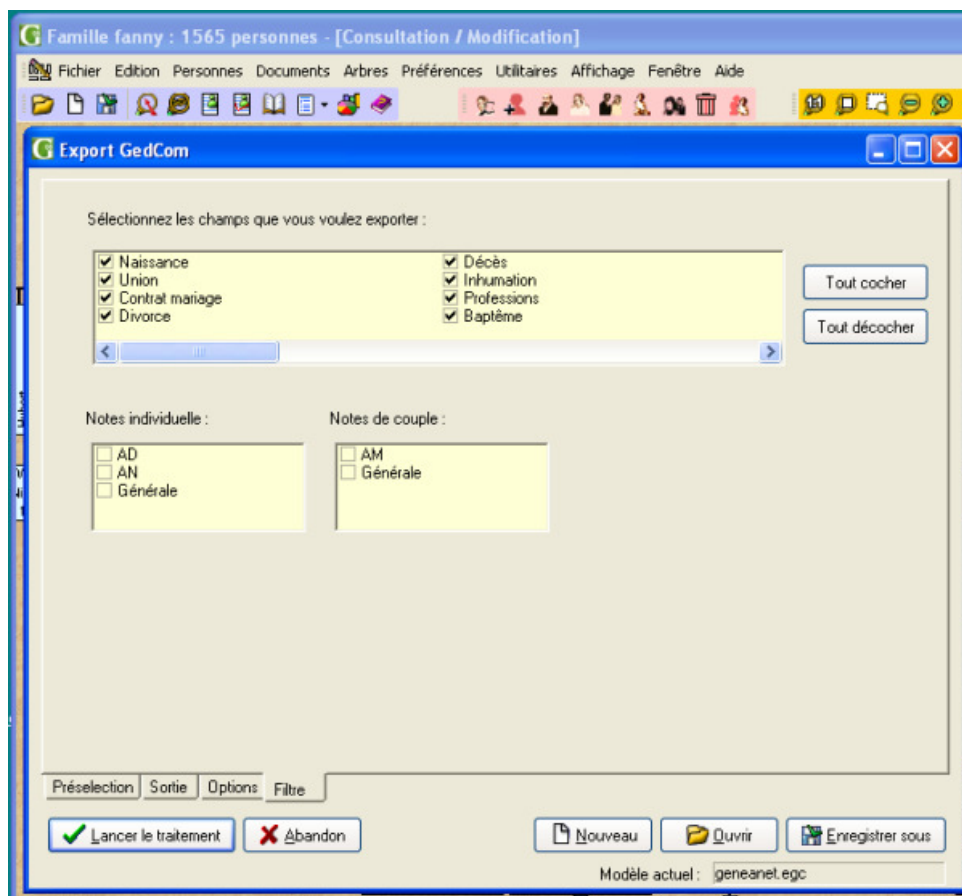 Famille fanny : 1565 personnes - [Consultation / Modification]
Fichier Edition Personnes Documents Arbres Préférences Utilitaires Affichage Fenêtre Aide
Export GedCom
Sélectionnez les champs que vous voulez exporter :
Naissance Décès
Union Inhumation
Contrat mariage Professions
Divorce Baptême
Tout cocher
Tout décocher
Notes individuelle : Notes de couple :
AD AM
AN Générale
Générale
Préselection Sortie Options Filtre
Lancer le traitement Abandon Nouveau Ouvrir Enregistrer sous
Modèle actuel : geneanet.egc